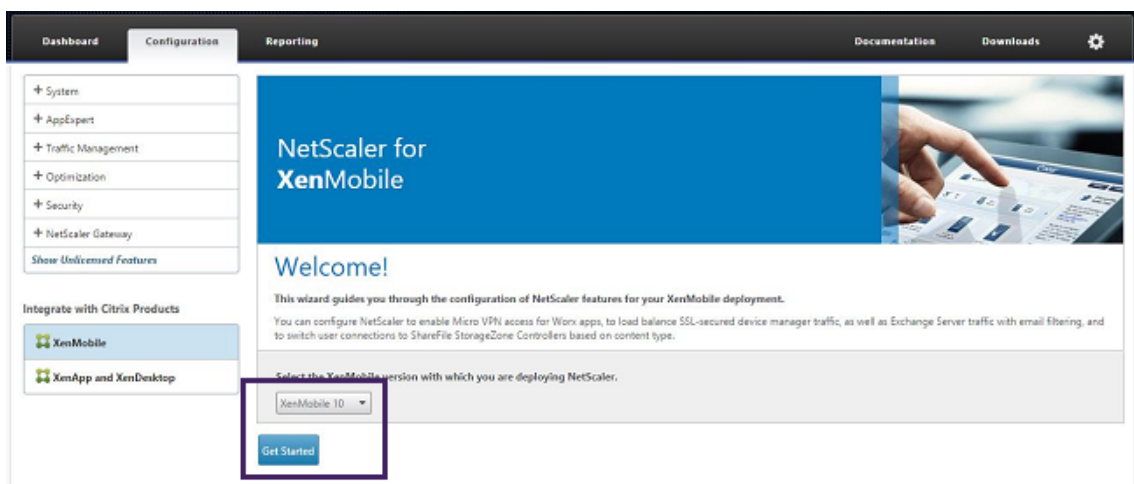 Dashboard
Configuration
Reporting
Documentation
Downloads
+ System
+ AppExpert
+ Traffic Management
+ Optimization
+ Security
+ NetScaler Gateway
Show Unlicensed Features
Integrate with Citrix Products
XenMobile
XenApp and XenDesktop
NetScaler for
XenMobile
Welcome!
This wizard guides you through the configuration of NetScaler features for your XenMobile deployment.
You can configure NetScaler to enable Micro VPN access for Worx apps, to load balance SSL-secured device manager traffic, as well as Exchange Server traffic with email filtering, and
to switch user connections to ShareFile StorageZone Controllers based on content type.
Select the XenMobile version with which you are deploying NetScaler.
XenMobile 10
Get Started